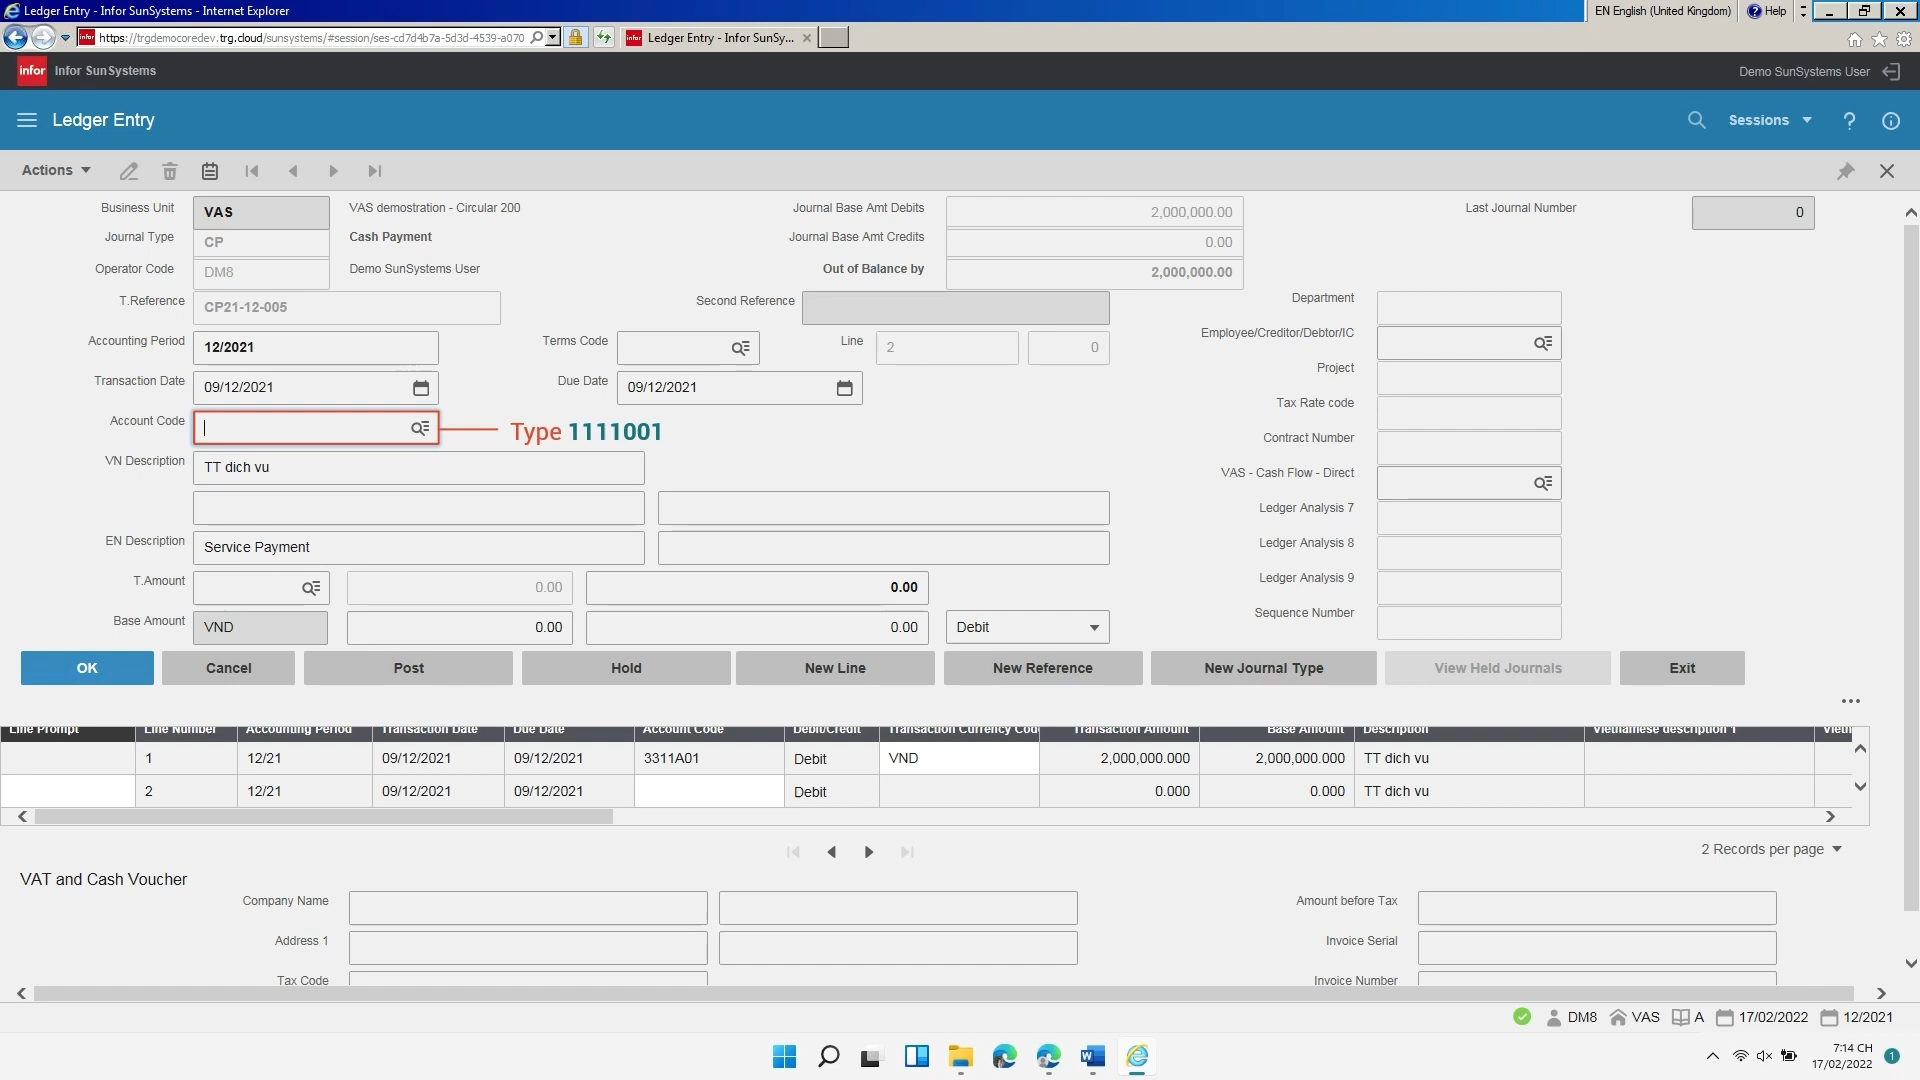 Ledger Entry - Infor SunSystems - Internet Explorer
EN English (United Kingdom)
Help
https://trgdemocoredev.trg.cloud/sunsystems/#session/ses-cd7d4b7a-5d3d-4539-a070
Ledger Entry - Infor SunSy...
infor
Infor SunSystems
Demo SunSystems User
Ledger Entry
Sessions
Actions
Business Unit VAS VAS demostration - Circular 200 Journal Base Amt Debits 2,000,000.00 Last Journal Number 0
Journal Type CP Cash Payment Journal Base Amt Credits 0.00
Operator Code DM8 Demo SunSystems User Out of Balance by 2,000,000.00
T.Reference CP21-12-005 Second Reference Department
Accounting Period 12/2021 Terms Code Line 2 0 Employee/Creditor/Debtor/IC
Project
Transaction Date 09/12/2021 Due Date 09/12/2021
Tax Rate code
Account Code Type 1111001
Contract Number
VN Description TT dich vu VAS - Cash Flow - Direct
Ledger Analysis 7
EN Description Service Payment Ledger Analysis 8
T.Amount 0.00 0.00 Ledger Analysis 9
Base Amount VND 0.00 0.00 Debit Sequence Number
OK Cancel Post Hold New Line New Reference New Journal Type View Held Journals Exit
Line Prompt Line Number Accounting Period Transaction Date Due Date Account Code Debit/Credit Transaction Currency Cod Transaction Amount Base Amount Description Vietnamese description 1 Vietn
1 12/21 09/12/2021 09/12/2021 3311A01 Debit VND 2,000,000.000 2,000,000.000 TT dich vu
2 12/21 09/12/2021 09/12/2021 Debit 0.000 0.000 TT dich vu
2 Records per page
VAT and Cash Voucher
Company Name Amount before Tax
Address 1 Invoice Serial
Tax Code Invoice Number
DM8 VAS A 17/02/2022 12/2021
7:14 CH
17/02/2022
1